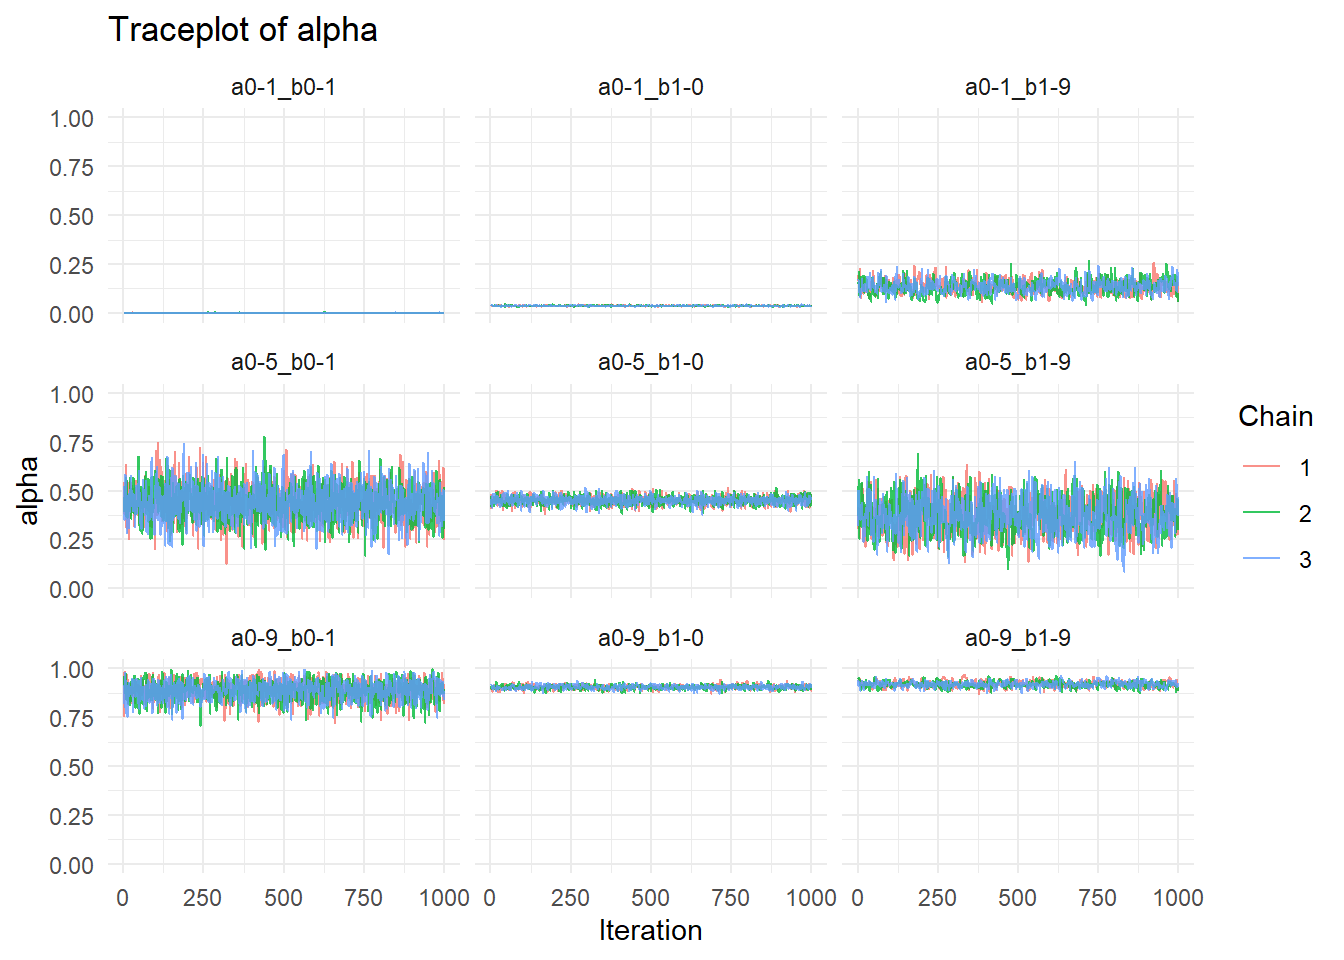 Traceplot of alpha
a0-1_b0-1 a0-1_b1-0 a0-1_b1-9
1.00
0.75
0.50
0.25
0.00
a0-5_b0-1 a0-5_b1-0 a0-5_b1-9
1.00
0.75
0.50
0.25
0.00
alpha
a0-9_b0-1 a0-9_b1-0 a0-9_b1-9
1.00
0.75
0.50
0.25
0.00
0 250 500 750 1000 0 250 500 750 1000 0 250 500 750 1000
Iteration
Chain
1
2
3